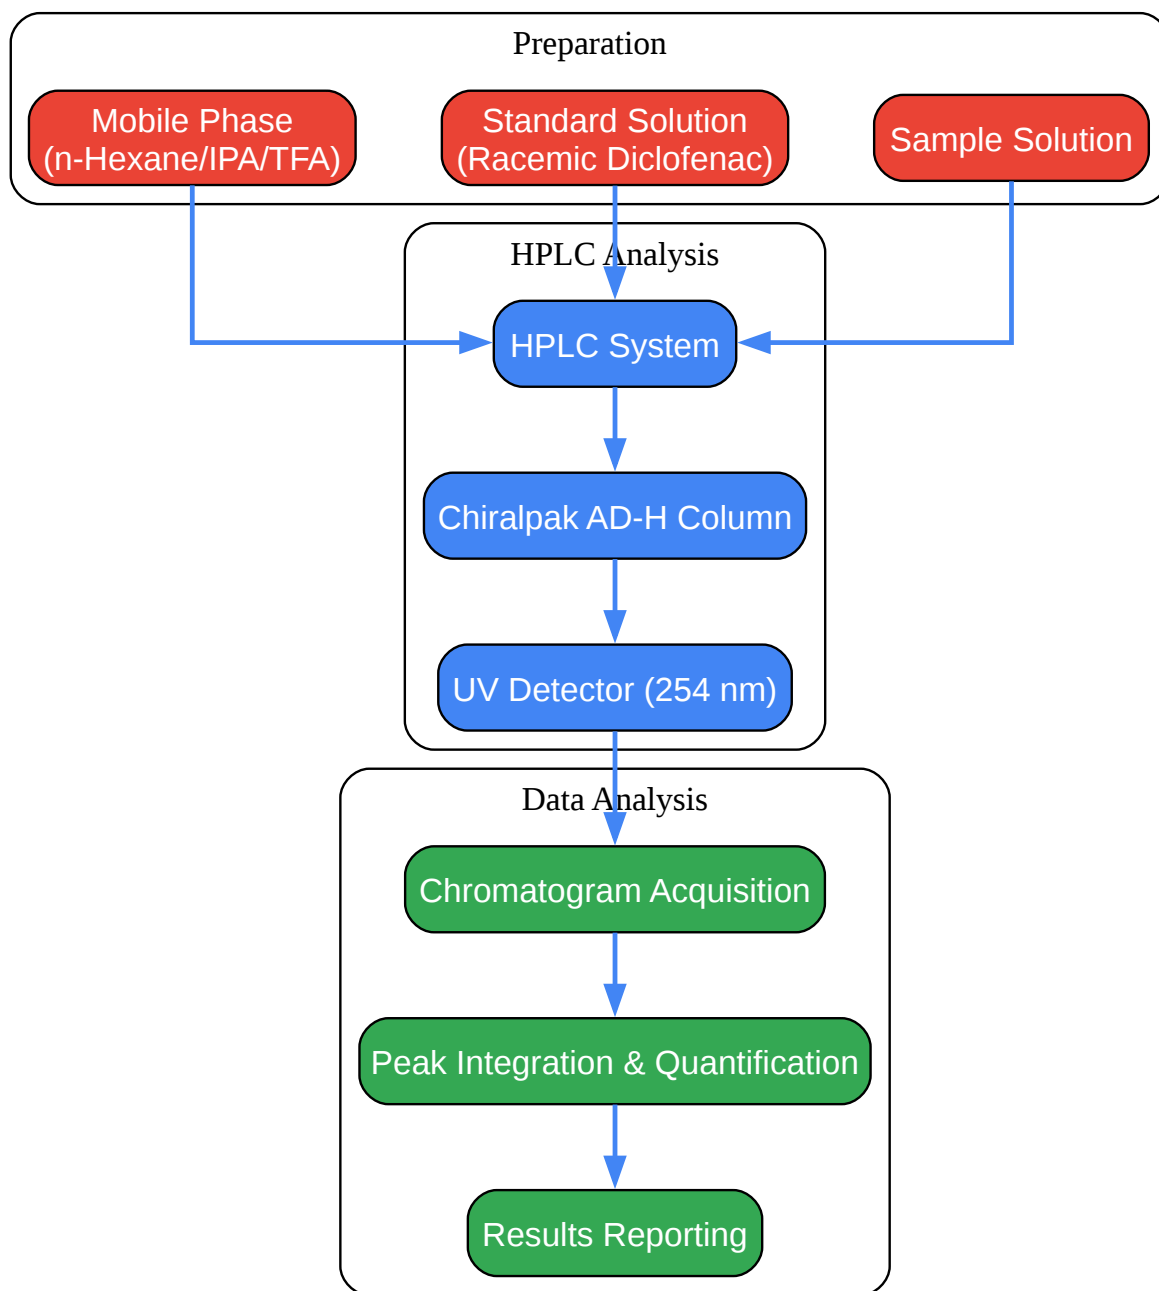 Preparation
Mobile Phase
(n-Hexane/IPA/TFA)
Standard Solution
(Racemic Diclofenac)
Sample Solution
HPLC Analysis
HPLC System
Chiralpak AD-H Column
UV Detector (254 nm)
Data Analysis
Chromatogram Acquisition
Peak Integration & Quantification
Results Reporting